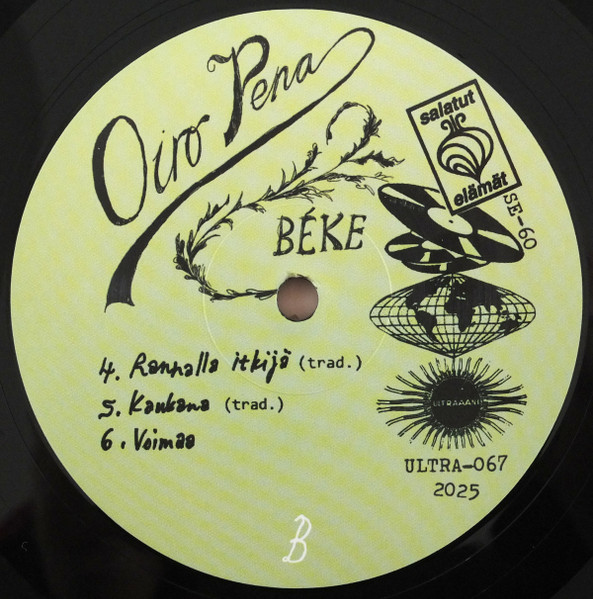 Oiro Pena
BÉKE
salatut
elämät
SE-60
4. Rannalla itkijä (trad.)
5. Kaukana (trad.)
6. Voimaa
ULTRAÄÄNI
ULTRA-067
2025
B